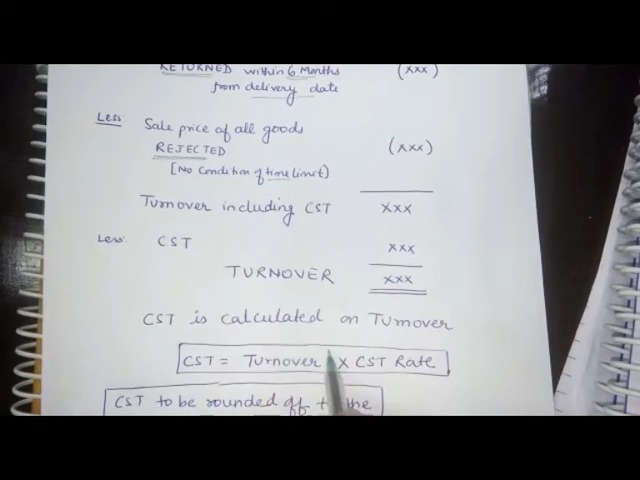 RETURNED within 6 Months (xxx)
from delivery date
Less Sale price of all goods
REJECTED (xxx)
[No Condition of time limit)
Turnover including CST xxx
Less: CST xxx
TURNOVER xxx
CST is calculated on Turnover
CST = Turnover X CST Rate
CST to be rounded off to the